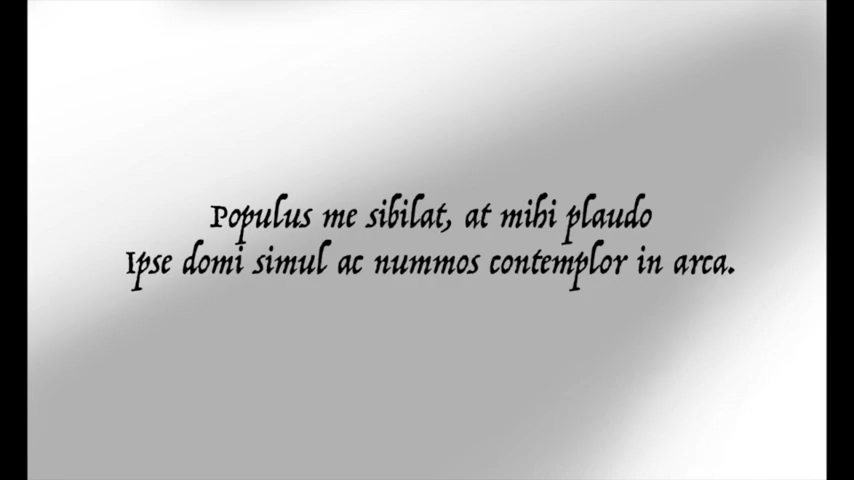 Populus me sibilat, at mihi plaudo
Ipse domi simul ac nummos contemplor in arca.